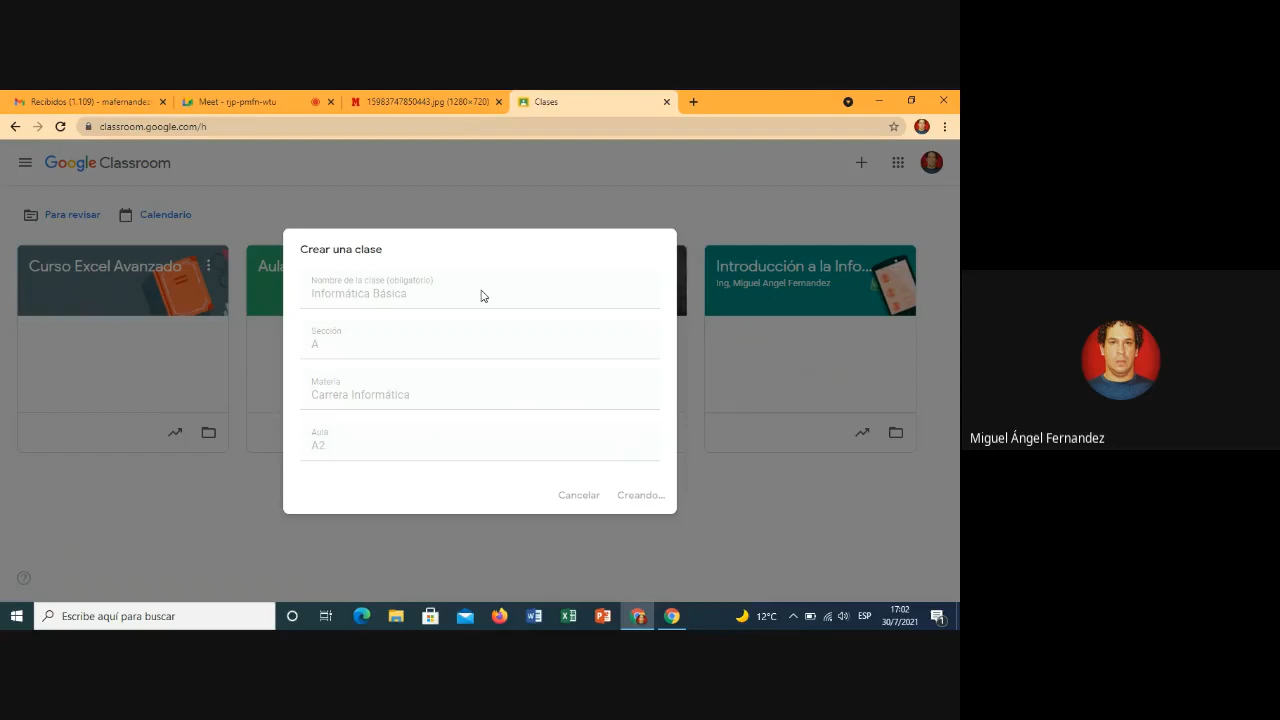 Recibidos (1.109) - mafernandez
Meet - rjp-pmfn-wtu
15983747850443.jpg (1280×720)
Clases
classroom.google.com/h
Google Classroom
Para revisar
Calendario
Curso Excel Avanzado
Aula
Introducción a la Info...
Ing, Miguel Angel Fernandez
Crear una clase
Nombre de la clase (obligatorio)
Informática Básica
Sección
A
Materia
Carrera Informática
Aula
A2
Cancelar
Creando...
Miguel Ángel Fernandez
Escribe aquí para buscar
12°C
ESP
17:02
30/7/2021
1